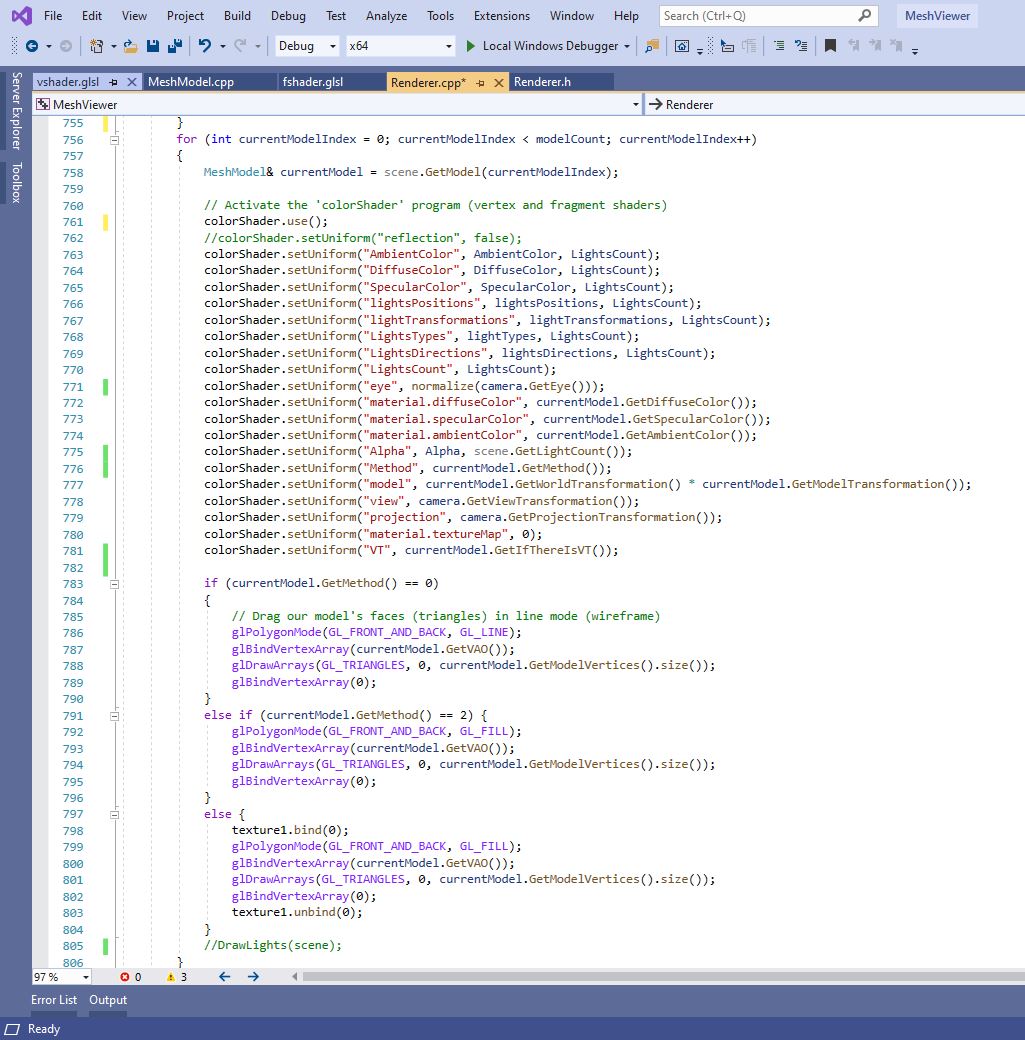 File Edit View Project Build Debug Test Analyze Tools Extensions Window Help Search (Ctrl+Q) MeshViewer
Debug x64 Local Windows Debugger
vshader.glsl MeshModel.cpp fshader.glsl Renderer.cpp* Renderer.h
Server Explorer
Toolbox
MeshViewer Renderer
755 }
756 for (int currentModelIndex = 0; currentModelIndex < modelCount; currentModelIndex++)
757 {
758 MeshModel& currentModel = scene.GetModel(currentModelIndex);
759
760 // Activate the 'colorShader' program (vertex and fragment shaders)
761 colorShader.use();
762 //colorShader.setUniform("reflection", false);
763 colorShader.setUniform("AmbientColor", AmbientColor, LightsCount);
764 colorShader.setUniform("DiffuseColor", DiffuseColor, LightsCount);
765 colorShader.setUniform("SpecularColor", SpecularColor, LightsCount);
766 colorShader.setUniform("lightsPositions", lightsPositions, LightsCount);
767 colorShader.setUniform("lightTransformations", lightTransformations, LightsCount);
768 colorShader.setUniform("LightsTypes", lightTypes, LightsCount);
769 colorShader.setUniform("LightsDirections", lightsDirections, LightsCount);
770 colorShader.setUniform("LightsCount", LightsCount);
771 colorShader.setUniform("eye", normalize(camera.GetEye()));
772 colorShader.setUniform("material.diffuseColor", currentModel.GetDiffuseColor());
773 colorShader.setUniform("material.specularColor", currentModel.GetSpecularColor());
774 colorShader.setUniform("material.ambientColor", currentModel.GetAmbientColor());
775 colorShader.setUniform("Alpha", Alpha, scene.GetLightCount());
776 colorShader.setUniform("Method", currentModel.GetMethod());
777 colorShader.setUniform("model", currentModel.GetWorldTransformation() * currentModel.GetModelTransformation());
778 colorShader.setUniform("view", camera.GetViewTransformation());
779 colorShader.setUniform("projection", camera.GetProjectionTransformation());
780 colorShader.setUniform("material.textureMap", 0);
781 colorShader.setUniform("VT", currentModel.GetIfThereIsVT());
782
783 if (currentModel.GetMethod() == 0)
784 {
785 // Drag our model's faces (triangles) in line mode (wireframe)
786 glPolygonMode(GL_FRONT_AND_BACK, GL_LINE);
787 glBindVertexArray(currentModel.GetVAO());
788 glDrawArrays(GL_TRIANGLES, 0, currentModel.GetModelVertices().size());
789 glBindVertexArray(0);
790 }
791 else if (currentModel.GetMethod() == 2) {
792 glPolygonMode(GL_FRONT_AND_BACK, GL_FILL);
793 glBindVertexArray(currentModel.GetVAO());
794 glDrawArrays(GL_TRIANGLES, 0, currentModel.GetModelVertices().size());
795 glBindVertexArray(0);
796 }
797 else {
798 texture1.bind(0);
799 glPolygonMode(GL_FRONT_AND_BACK, GL_FILL);
800 glBindVertexArray(currentModel.GetVAO());
801 glDrawArrays(GL_TRIANGLES, 0, currentModel.GetModelVertices().size());
802 glBindVertexArray(0);
803 texture1.unbind(0);
804 }
805 //DrawLights(scene);
806 }
97 % 0 3
Error List Output
Ready